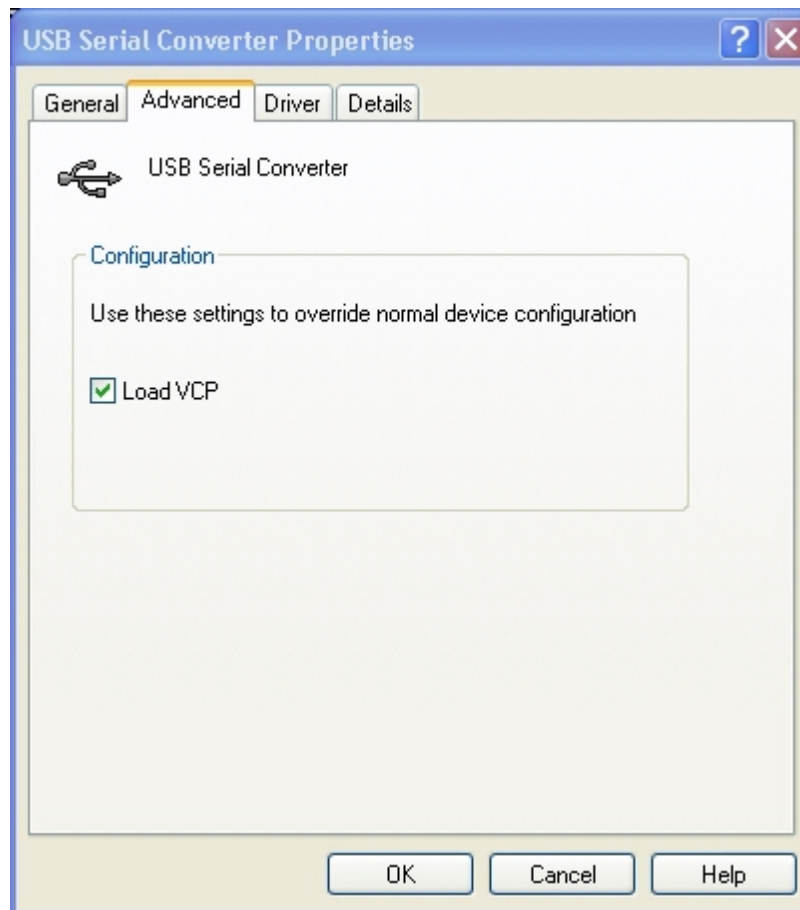 USB Serial Converter Properties
General Advanced Driver Details
USB Serial Converter
Configuration
Use these settings to override normal device configuration
Load VCP
OK Cancel Help